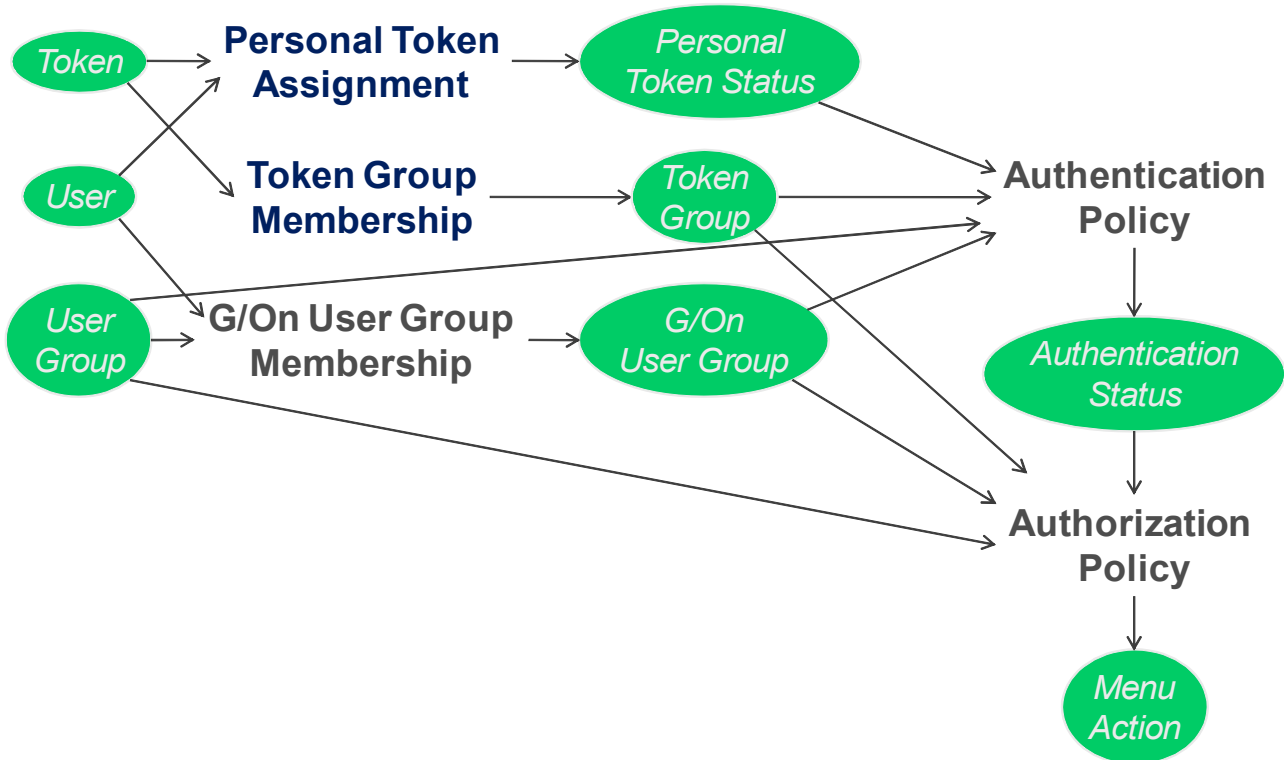 Token
Personal Token
Assignment
Personal
Token Status
User
Token Group
Membership
Token
Group
Authentication
Policy
User
Group
G/On User Group
Membership
G/On
User Group
Authentication
Status
Authorization
Policy
Menu
Action